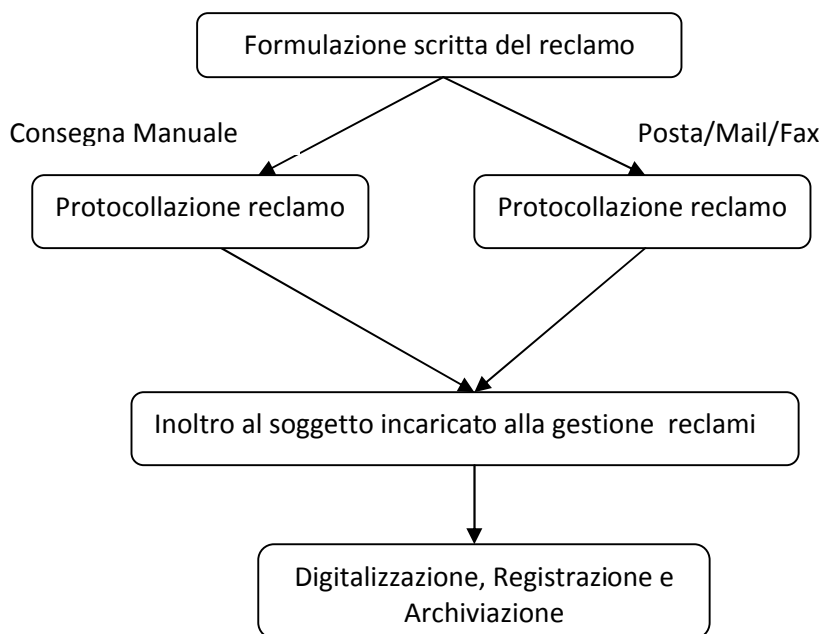 Formulazione scritta del reclamo
Consegna Manuale
Posta/Mail/Fax
Protocollazione reclamo
Protocollazione reclamo
Inoltro al soggetto incaricato alla gestione reclami
Digitalizzazione, Registrazione e
Archiviazione